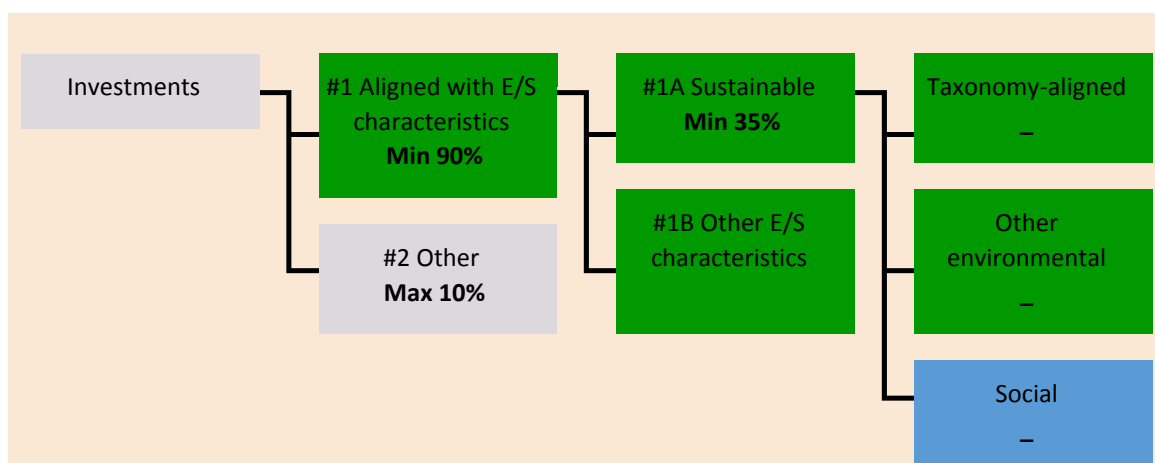 Investments
#1 Aligned with E/S
characteristics
Min 90%
#2 Other
Max 10%
#1A Sustainable
Min 35%
#1B Other E/S
characteristics
Taxonomy-aligned
–
Other
environmental
–
Social
–